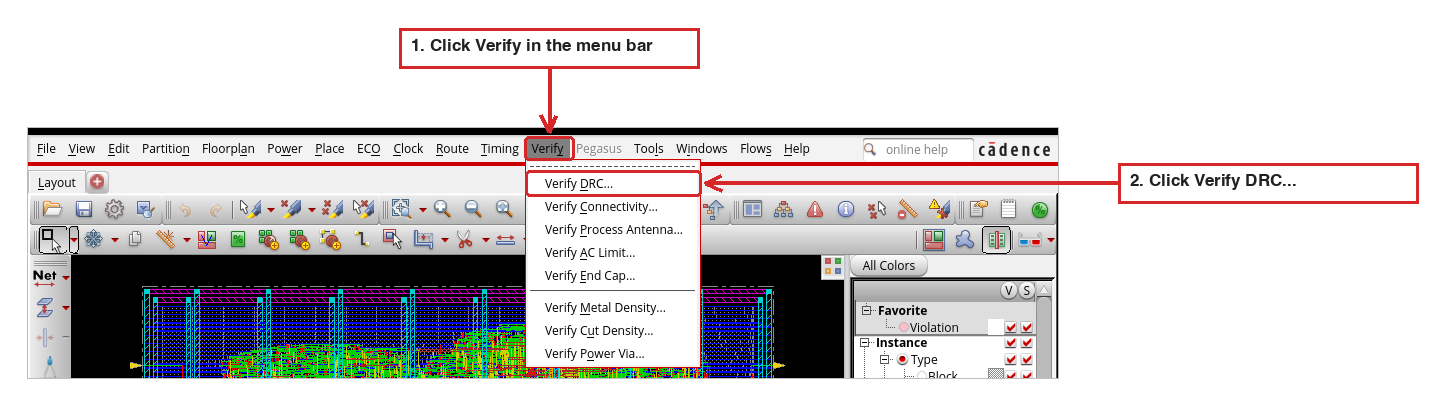 1. Click Verify in the menu bar
File View Edit Partition Floorplan Power Place ECO Clock Route Timing Verify Pegasus Tools Windows Flows Help online help cādence
2. Click Verify DRC...
Layout
Verify DRC...
Verify Connectivity...
Verify Process Antenna...
Verify AC Limit...
Verify End Cap...
Verify Metal Density...
Verify Cut Density...
Verify Power Via...
Net
All Colors
V S
Favorite
Violation
Instance
Type
Block